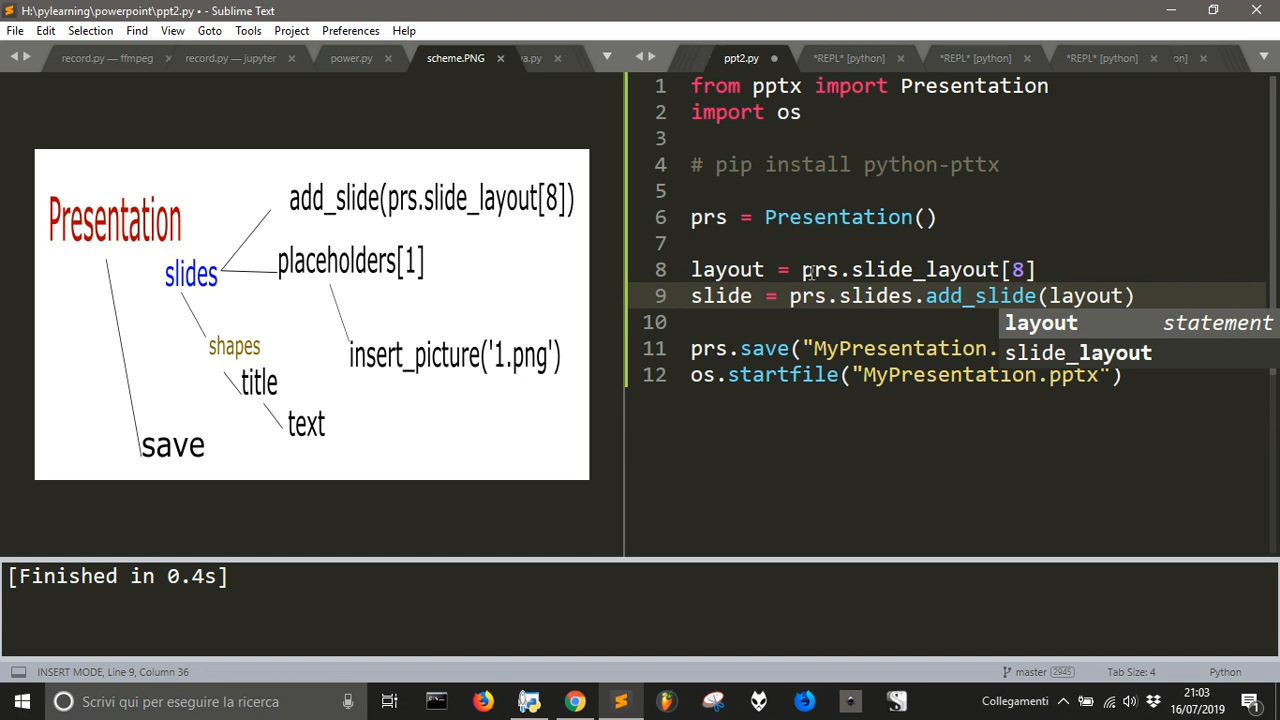 H:\pylearning\powerpoint\ppt2.py • - Sublime Text
File Edit Selection Find View Goto Tools Project Preferences Help
record.py — ffmpeg record.py — jupyter power.py scheme.PNG va.py ppt2.py *REPL* [python] *REPL* [python] *REPL* [python] on]
Presentation
add_slide(prs.slide_layout[8])
placeholders[1]
slides
shapes
insert_picture('1.png')
title
text
save
1 from pptx import Presentation
2 import os
3
4 # pip install python-pttx
5
6 prs = Presentation()
7
8 layout = prs.slide_layout[8]
9 slide = prs.slides.add_slide(layout)
10
layout statement
slide_layout
11 prs.save("MyPresentation.
12 os.startfile("MyPresentation.pptx")
[Finished in 0.4s]
INSERT MODE, Line 9, Column 36 master 2945 Tab Size: 4 Python
Scrivi qui per eseguire la ricerca Collegamenti 21:03
16/07/2019 1